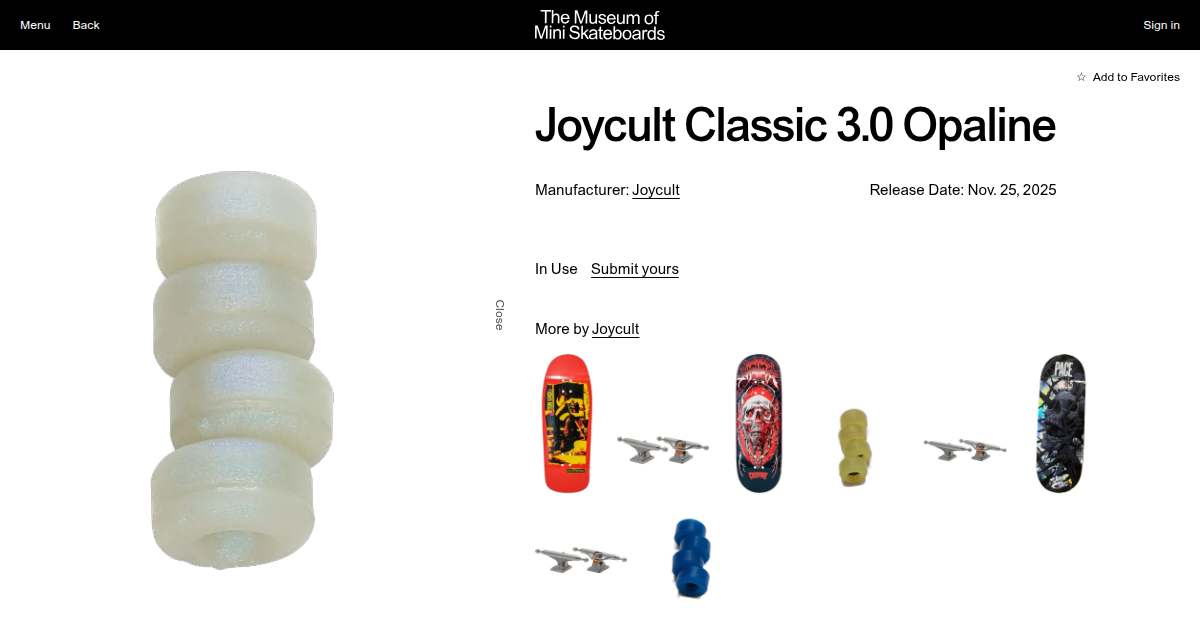 Menu
Back
The Museum of
Mini Skateboards
Sign in
☆ Add to Favorites
Joycult Classic 3.0 Opaline
Manufacturer: Joycult
Release Date: Nov. 25, 2025
In Use
Submit yours
Close
More by Joycult
PACE